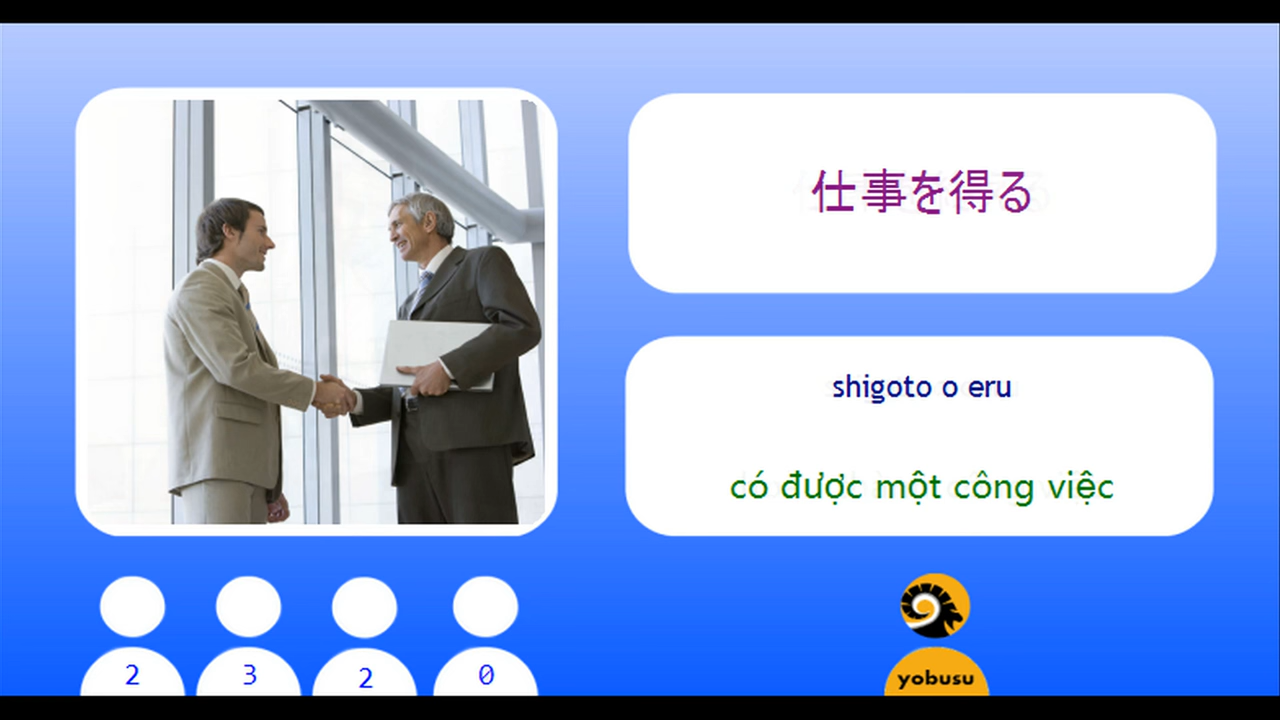 仕事を得る
shigoto o eru
có được một công việc
2 3 2 0
yobusu